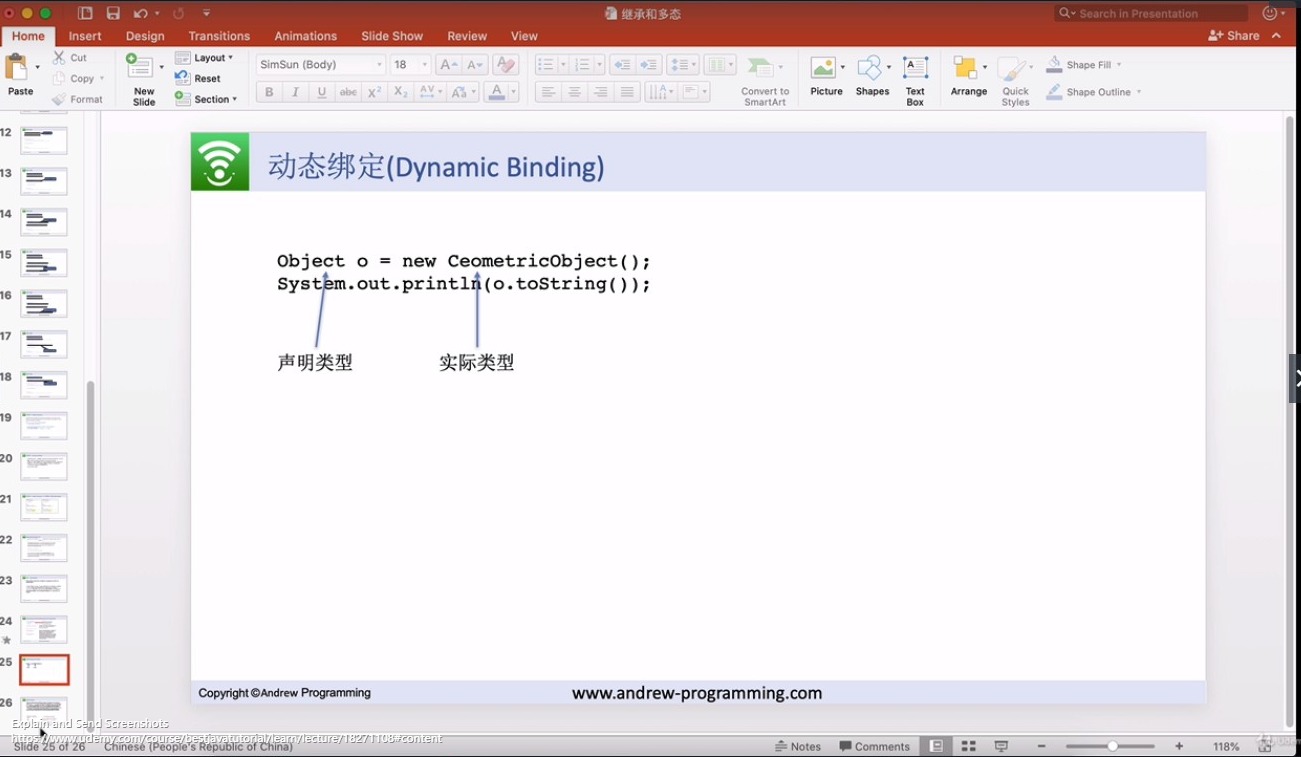 继承和多态
Search in Presentation
Home Insert Design Transitions Animations Slide Show Review View Share
Paste Cut Copy Format
New Slide Layout Reset Section
SimSun (Body) 18
B I U abc X² X₂ AV Aa A
Convert to SmartArt
Picture Shapes Text Box Arrange Quick Styles Shape Fill Shape Outline
12
13
14
15
16
17
18
19
20
21
22
23
24
25
26
动态绑定(Dynamic Binding)
Object o = new CeometricObject();
System.out.println(o.toString());
声明类型 实际类型
Copyright ©Andrew Programming www.andrew-programming.com
Explain and Send Screenshots
https://www.udemy.com/course/bestjavatutorial/learn/lecture/18271108#content
Slide 25 of 26 Chinese (People's Republic of China) Notes Comments 118%